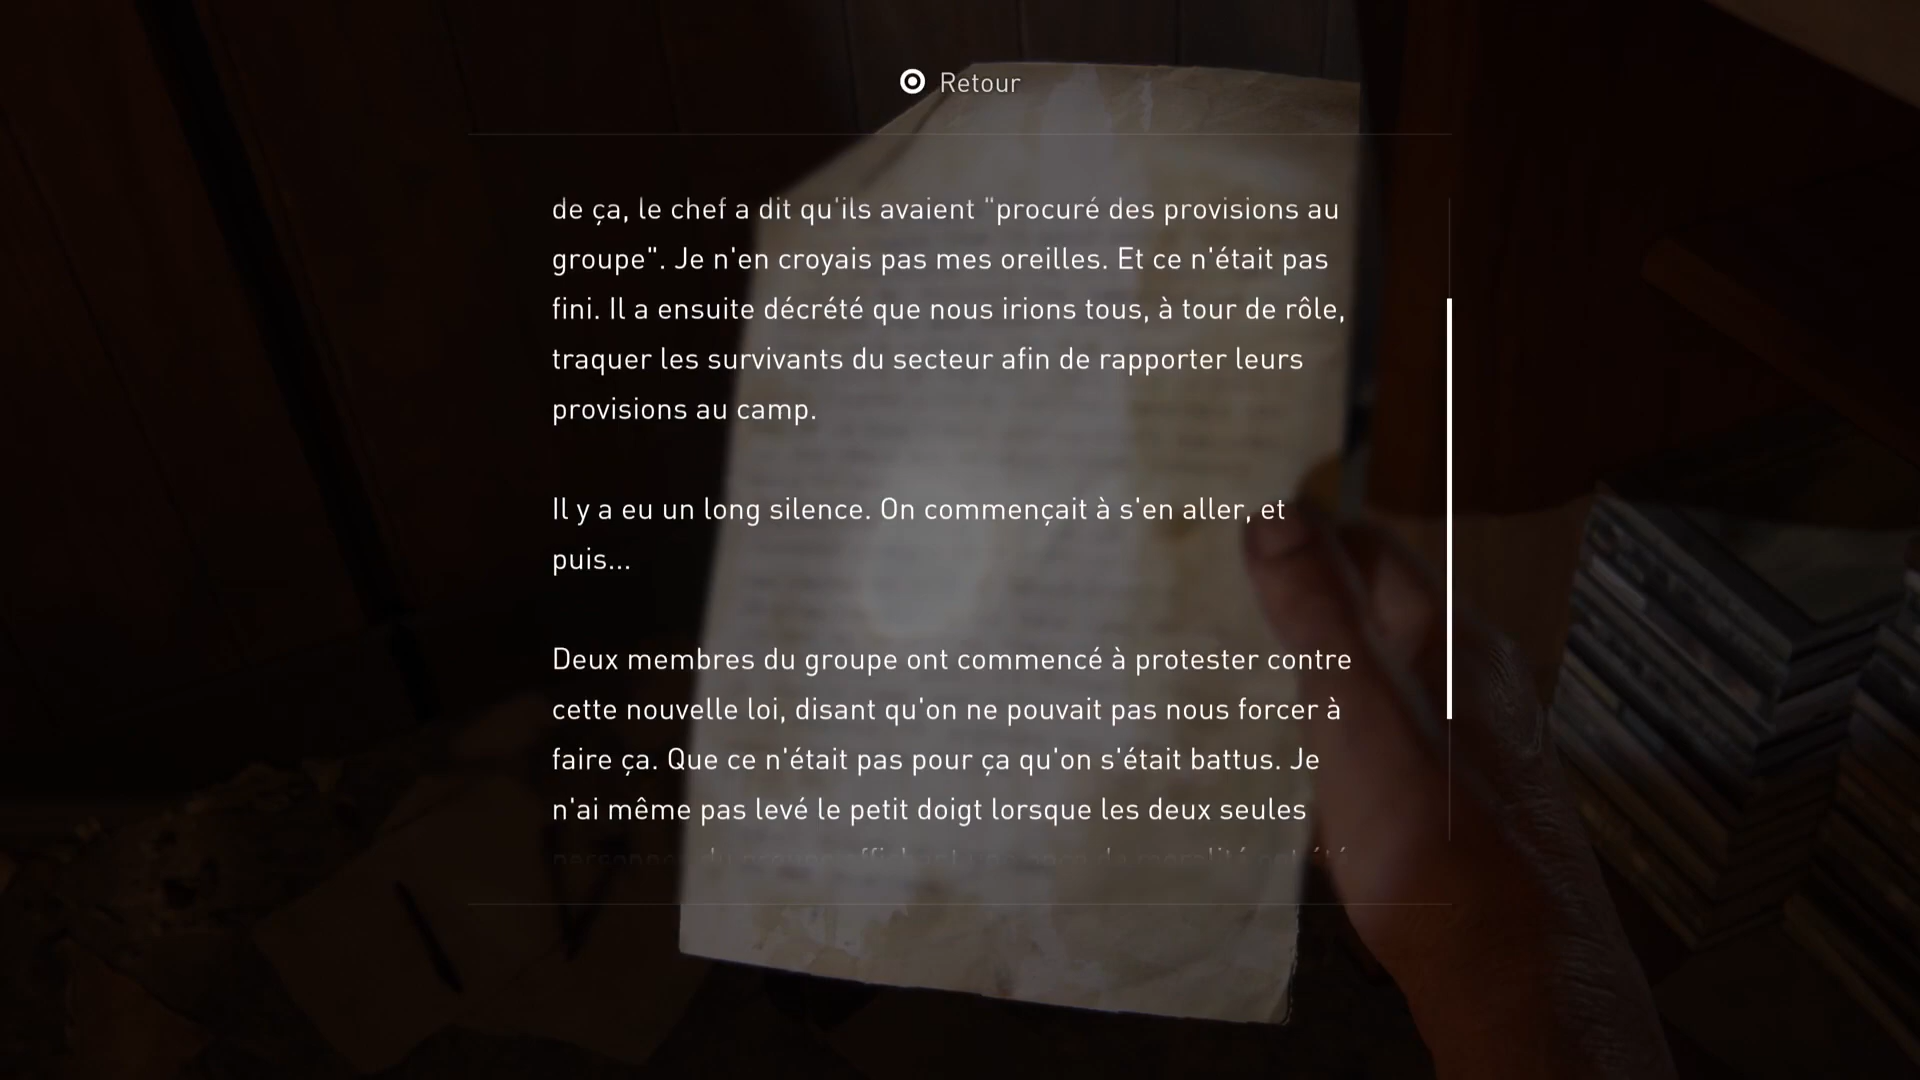 Retour
de ça, le chef a dit qu'ils avaient "procuré des provisions au
groupe". Je n'en croyais pas mes oreilles. Et ce n'était pas
fini. Il a ensuite décrété que nous irions tous, à tour de rôle,
traquer les survivants du secteur afin de rapporter leurs
provisions au camp.
Il y a eu un long silence. On commençait à s'en aller, et
puis...
Deux membres du groupe ont commencé à protester contre
cette nouvelle loi, disant qu'on ne pouvait pas nous forcer à
faire ça. Que ce n'était pas pour ça qu'on s'était battus. Je
n'ai même pas levé le petit doigt lorsque les deux seules
personnes du groupe